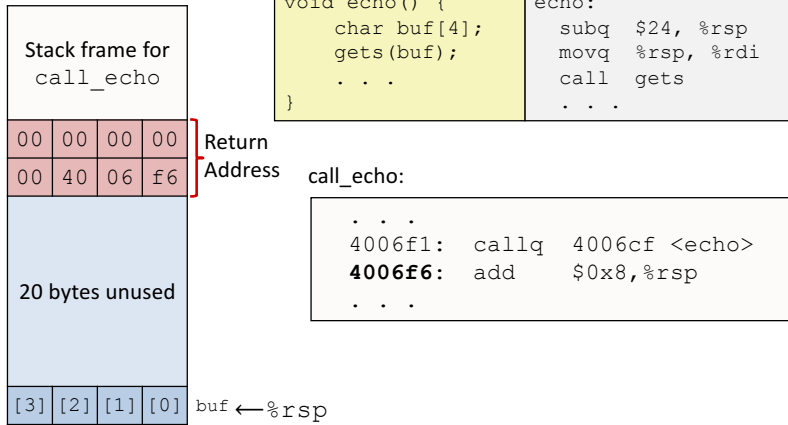 void echo() {
    char buf[4];
    gets(buf);
    . . .
}
echo:
  subq  $24, %rsp
  movq  %rsp, %rdi
  call  gets
  . . .
Stack frame for
call_echo
00 00 00 00
00 40 06 f6
Return
Address
call_echo:
. . .
4006f1:  callq  4006cf <echo>
4006f6:  add    $0x8,%rsp
. . .
20 bytes unused
[3] [2] [1] [0] buf ⟵%rsp